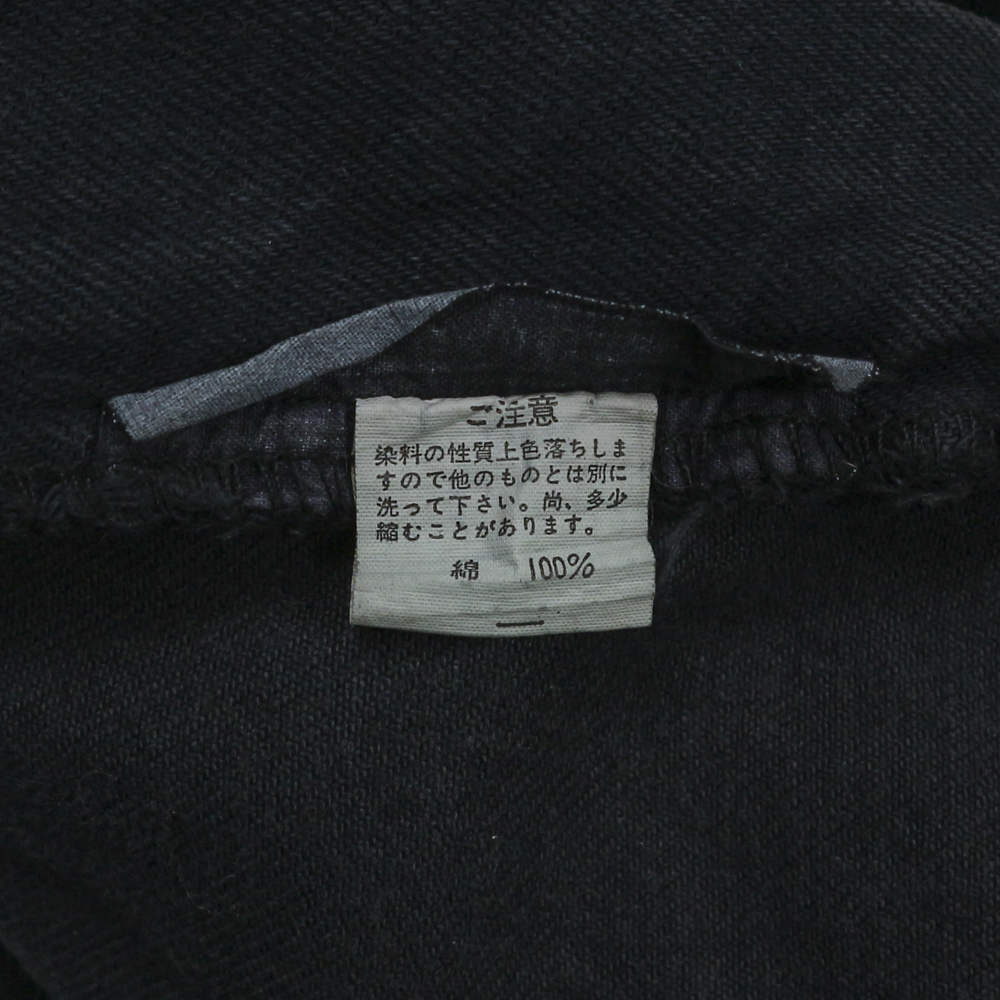 ご注意
染料の性質上色落ちしま
すので他のものとは別に
洗って下さい。尚、多少
縮むことがあります。
綿 100%